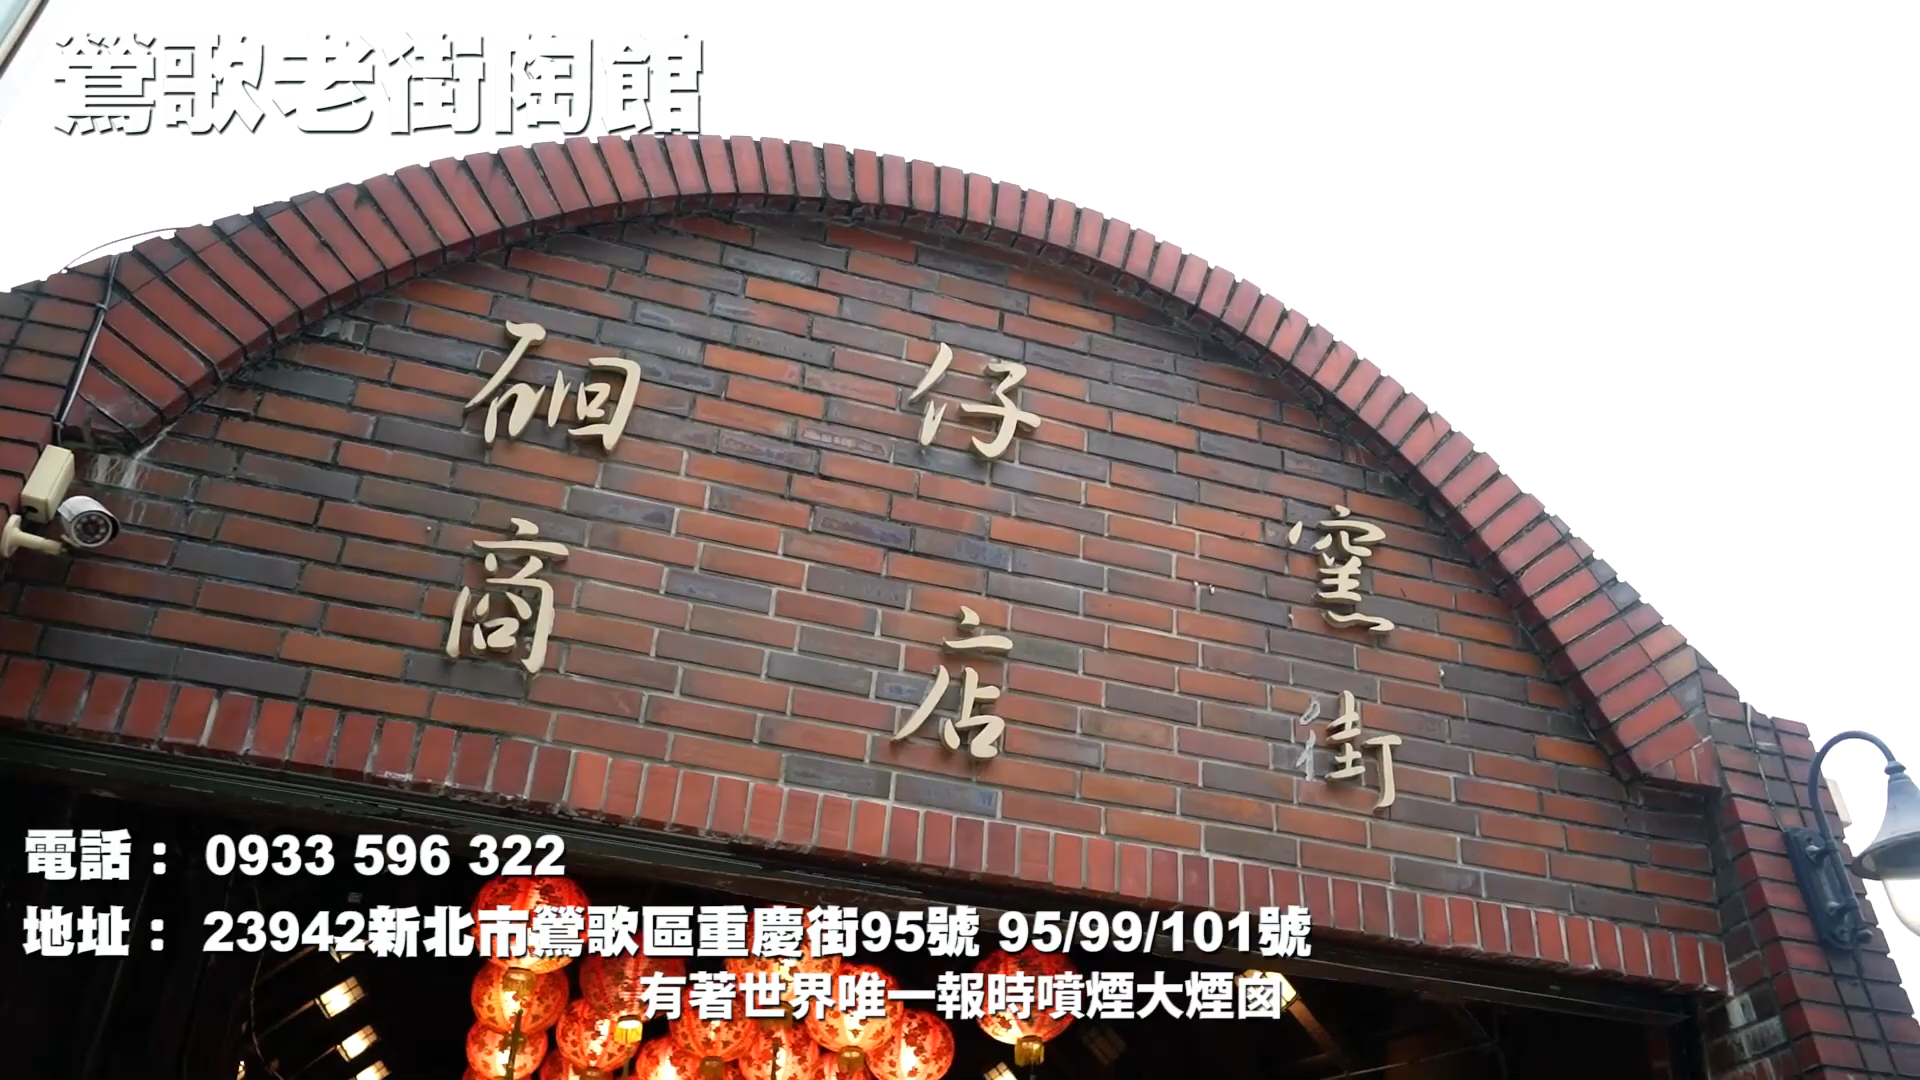 鶯歌老街陶館
硘仔窯
商店街
電話： 0933 596 322
地址： 23942新北市鶯歌區重慶街95號 95/99/101號
有著世界唯一報時噴煙大煙囪